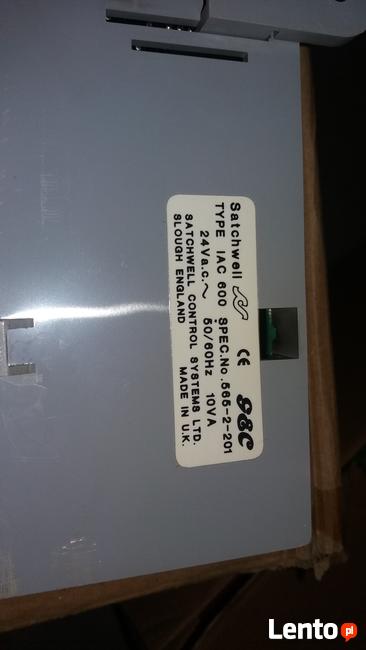 Satchwell CE GEC
TYPE IAC 600 SPEC.No.565-2-201
24Va.c.~ 50/60Hz 10VA
SATCHWELL CONTROL SYSTEMS LTD.
SLOUGH ENGLAND MADE IN U.K.
Lento.pl